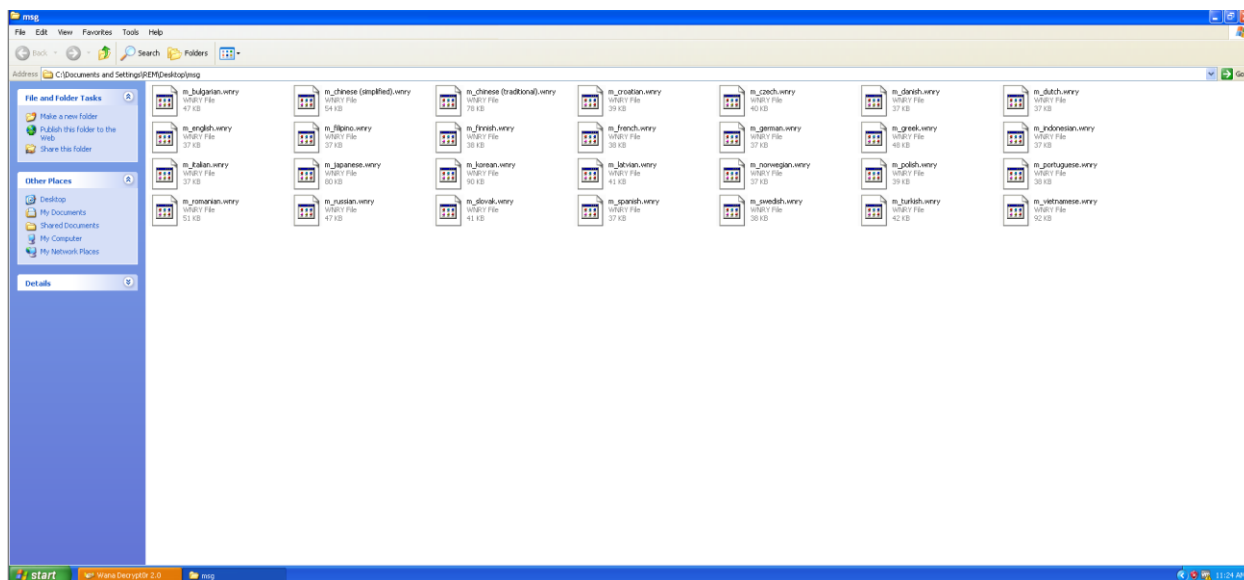 msg
File Edit View Favorites Tools Help
Back Search Folders
Address C:\Documents and Settings\REM\Desktop\msg Go
File and Folder Tasks
Make a new folder
Publish this folder to the
Web
Share this folder
Other Places
Desktop
My Documents
Shared Documents
My Computer
My Network Places
Details
m_bulgarian.wnry
WNRY File
47 KB
m_chinese (simplified).wnry
WNRY File
54 KB
m_chinese (traditional).wnry
WNRY File
78 KB
m_croatian.wnry
WNRY File
39 KB
m_czech.wnry
WNRY File
40 KB
m_danish.wnry
WNRY File
37 KB
m_dutch.wnry
WNRY File
37 KB
m_english.wnry
WNRY File
37 KB
m_filipino.wnry
WNRY File
37 KB
m_finnish.wnry
WNRY File
38 KB
m_french.wnry
WNRY File
38 KB
m_german.wnry
WNRY File
37 KB
m_greek.wnry
WNRY File
48 KB
m_indonesian.wnry
WNRY File
37 KB
m_italian.wnry
WNRY File
37 KB
m_japanese.wnry
WNRY File
80 KB
m_korean.wnry
WNRY File
90 KB
m_latvian.wnry
WNRY File
41 KB
m_norwegian.wnry
WNRY File
37 KB
m_polish.wnry
WNRY File
39 KB
m_portuguese.wnry
WNRY File
38 KB
m_romanian.wnry
WNRY File
51 KB
m_russian.wnry
WNRY File
47 KB
m_slovak.wnry
WNRY File
41 KB
m_spanish.wnry
WNRY File
37 KB
m_swedish.wnry
WNRY File
38 KB
m_turkish.wnry
WNRY File
42 KB
m_vietnamese.wnry
WNRY File
92 KB
start Wana Decrypt0r 2.0 msg 11:24 AM